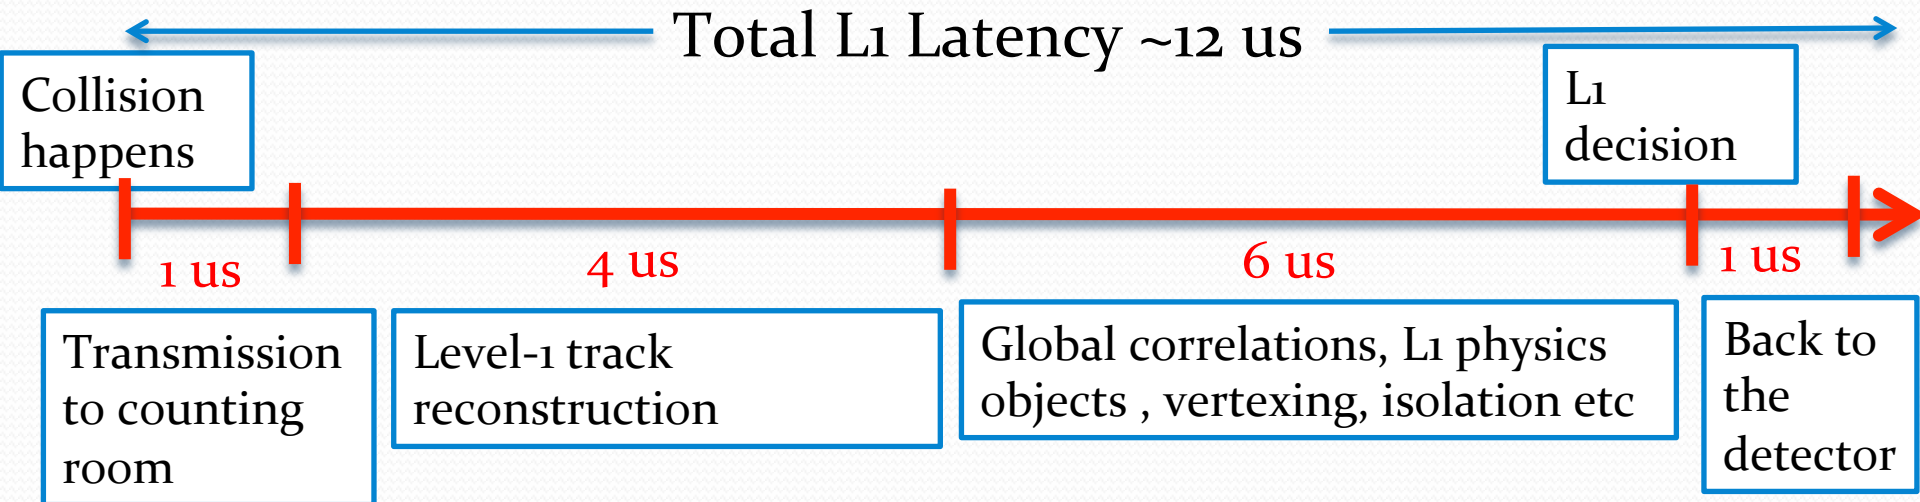 Total L1 Latency ~12 us
Collision
happens
L1
decision
1 us
4 us
6 us
1 us
Transmission
to counting
room
Level-1 track
reconstruction
Global correlations, L1 physics
objects , vertexing, isolation etc
Back to
the
detector